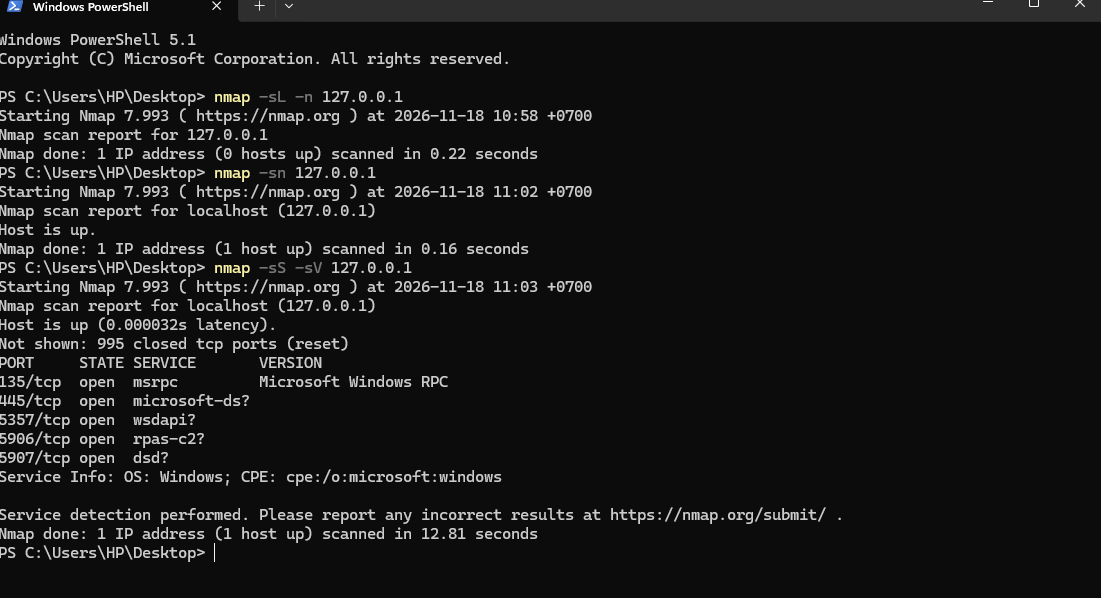 Windows PowerShell
Windows PowerShell 5.1
Copyright (C) Microsoft Corporation. All rights reserved.
PS C:\Users\HP\Desktop> nmap -sL -n 127.0.0.1
Starting Nmap 7.993 ( https://nmap.org ) at 2026-11-18 10:58 +0700
Nmap scan report for 127.0.0.1
Nmap done: 1 IP address (0 hosts up) scanned in 0.22 seconds
PS C:\Users\HP\Desktop> nmap -sn 127.0.0.1
Starting Nmap 7.993 ( https://nmap.org ) at 2026-11-18 11:02 +0700
Nmap scan report for localhost (127.0.0.1)
Host is up.
Nmap done: 1 IP address (1 host up) scanned in 0.16 seconds
PS C:\Users\HP\Desktop> nmap -sS -sV 127.0.0.1
Starting Nmap 7.993 ( https://nmap.org ) at 2026-11-18 11:03 +0700
Nmap scan report for localhost (127.0.0.1)
Host is up (0.000032s latency).
Not shown: 995 closed tcp ports (reset)
PORT     STATE SERVICE       VERSION
135/tcp  open  msrpc         Microsoft Windows RPC
445/tcp  open  microsoft-ds?
5357/tcp open  wsdapi?
5906/tcp open  rpas-c2?
5907/tcp open  dsd?
Service Info: OS: Windows; CPE: cpe:/o:microsoft:windows
Service detection performed. Please report any incorrect results at https://nmap.org/submit/ .
Nmap done: 1 IP address (1 host up) scanned in 12.81 seconds
PS C:\Users\HP\Desktop>